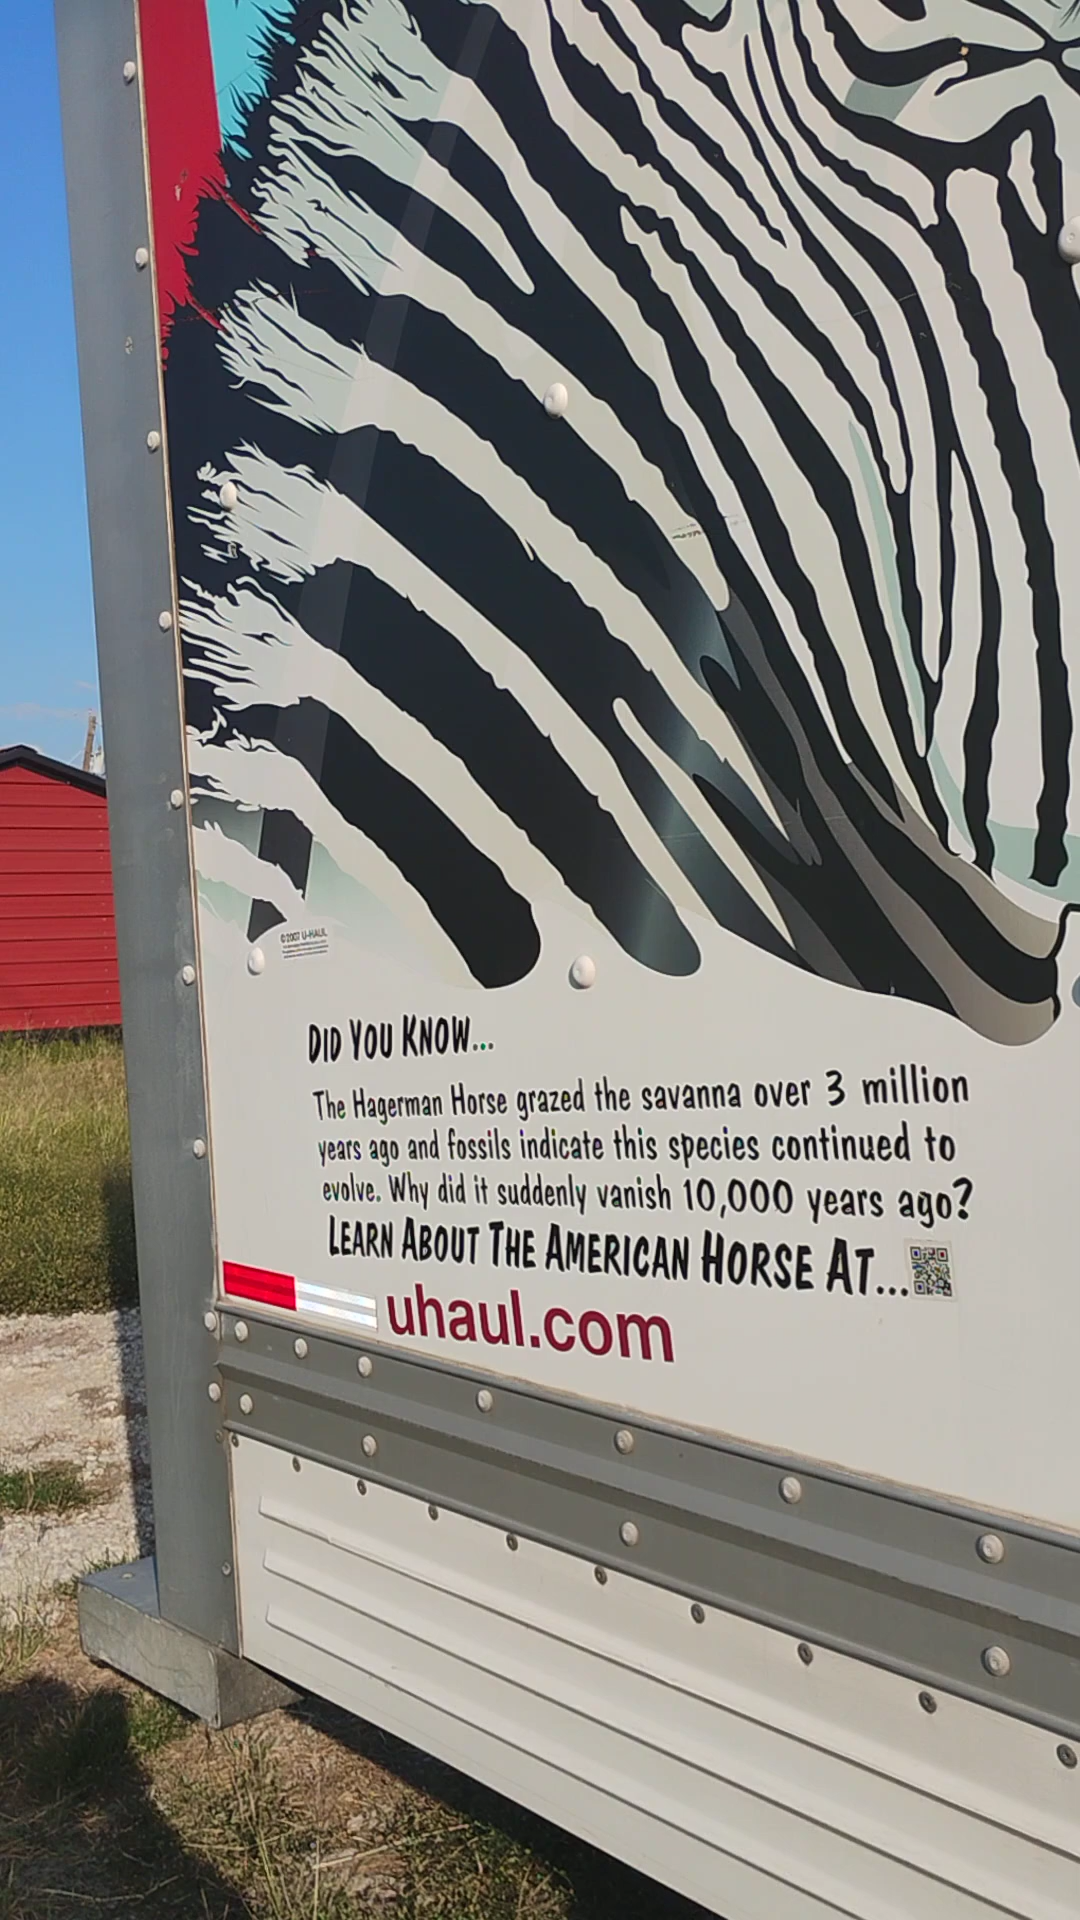 ©2007 U-HAUL
DID YOU KNOW...
The Hagerman Horse grazed the savanna over 3 million
years ago and fossils indicate this species continued to
evolve. Why did it suddenly vanish 10,000 years ago?
LEARN ABOUT THE AMERICAN HORSE AT...
uhaul.com